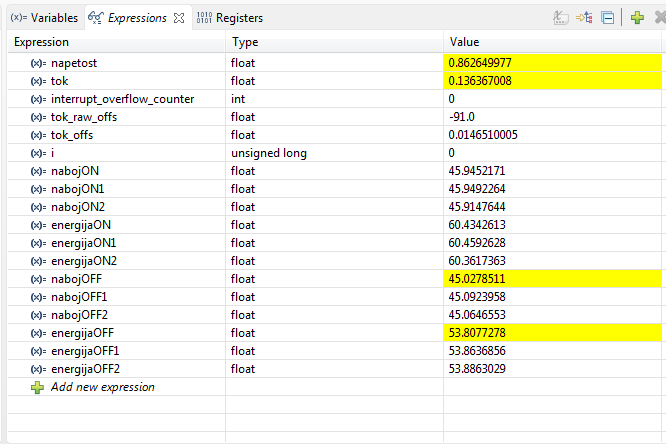 (x)= Variables Expressions 1010 0101 Registers
Expression Type Value
(x)= napetost float 0.862649977
(x)= tok float 0.136367008
(x)= interrupt_overflow_counter int 0
(x)= tok_raw_offs float -91.0
(x)= tok_offs float 0.0146510005
(x)= i unsigned long 0
(x)= nabojON float 45.9452171
(x)= nabojON1 float 45.9492264
(x)= nabojON2 float 45.9147644
(x)= energijaON float 60.4342613
(x)= energijaON1 float 60.4592628
(x)= energijaON2 float 60.3617363
(x)= nabojOFF float 45.0278511
(x)= nabojOFF1 float 45.0923958
(x)= nabojOFF2 float 45.0646553
(x)= energijaOFF float 53.8077278
(x)= energijaOFF1 float 53.8636856
(x)= energijaOFF2 float 53.8863029
Add new expression